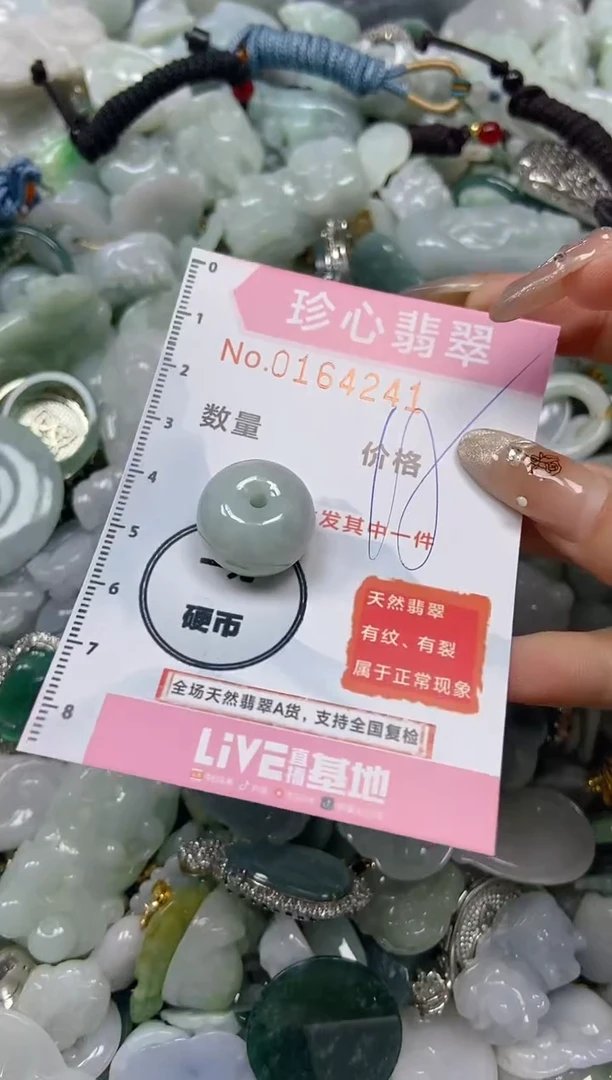 0
1
2
3
4
5
6
7
8
珍心翡翠
No.0164241
数量
价格
发其中一件
硬币
天然翡翠
有纹、有裂
属于正常现象
全场天然翡翠A货，支持全国复检
LiVE直播基地